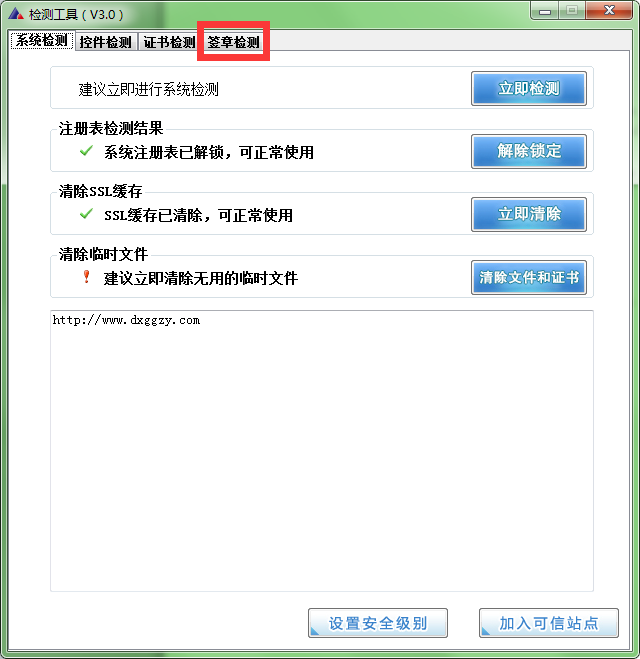 检测工具（V3.0）
系统检测 控件检测 证书检测 签章检测
建议立即进行系统检测 立即检测
注册表检测结果
系统注册表已解锁，可正常使用 解除锁定
清除SSL缓存
SSL缓存已清除，可正常使用 立即清除
清除临时文件
建议立即清除无用的临时文件 清除文件和证书
http://www.dxggzy.com
设置安全级别 加入可信站点